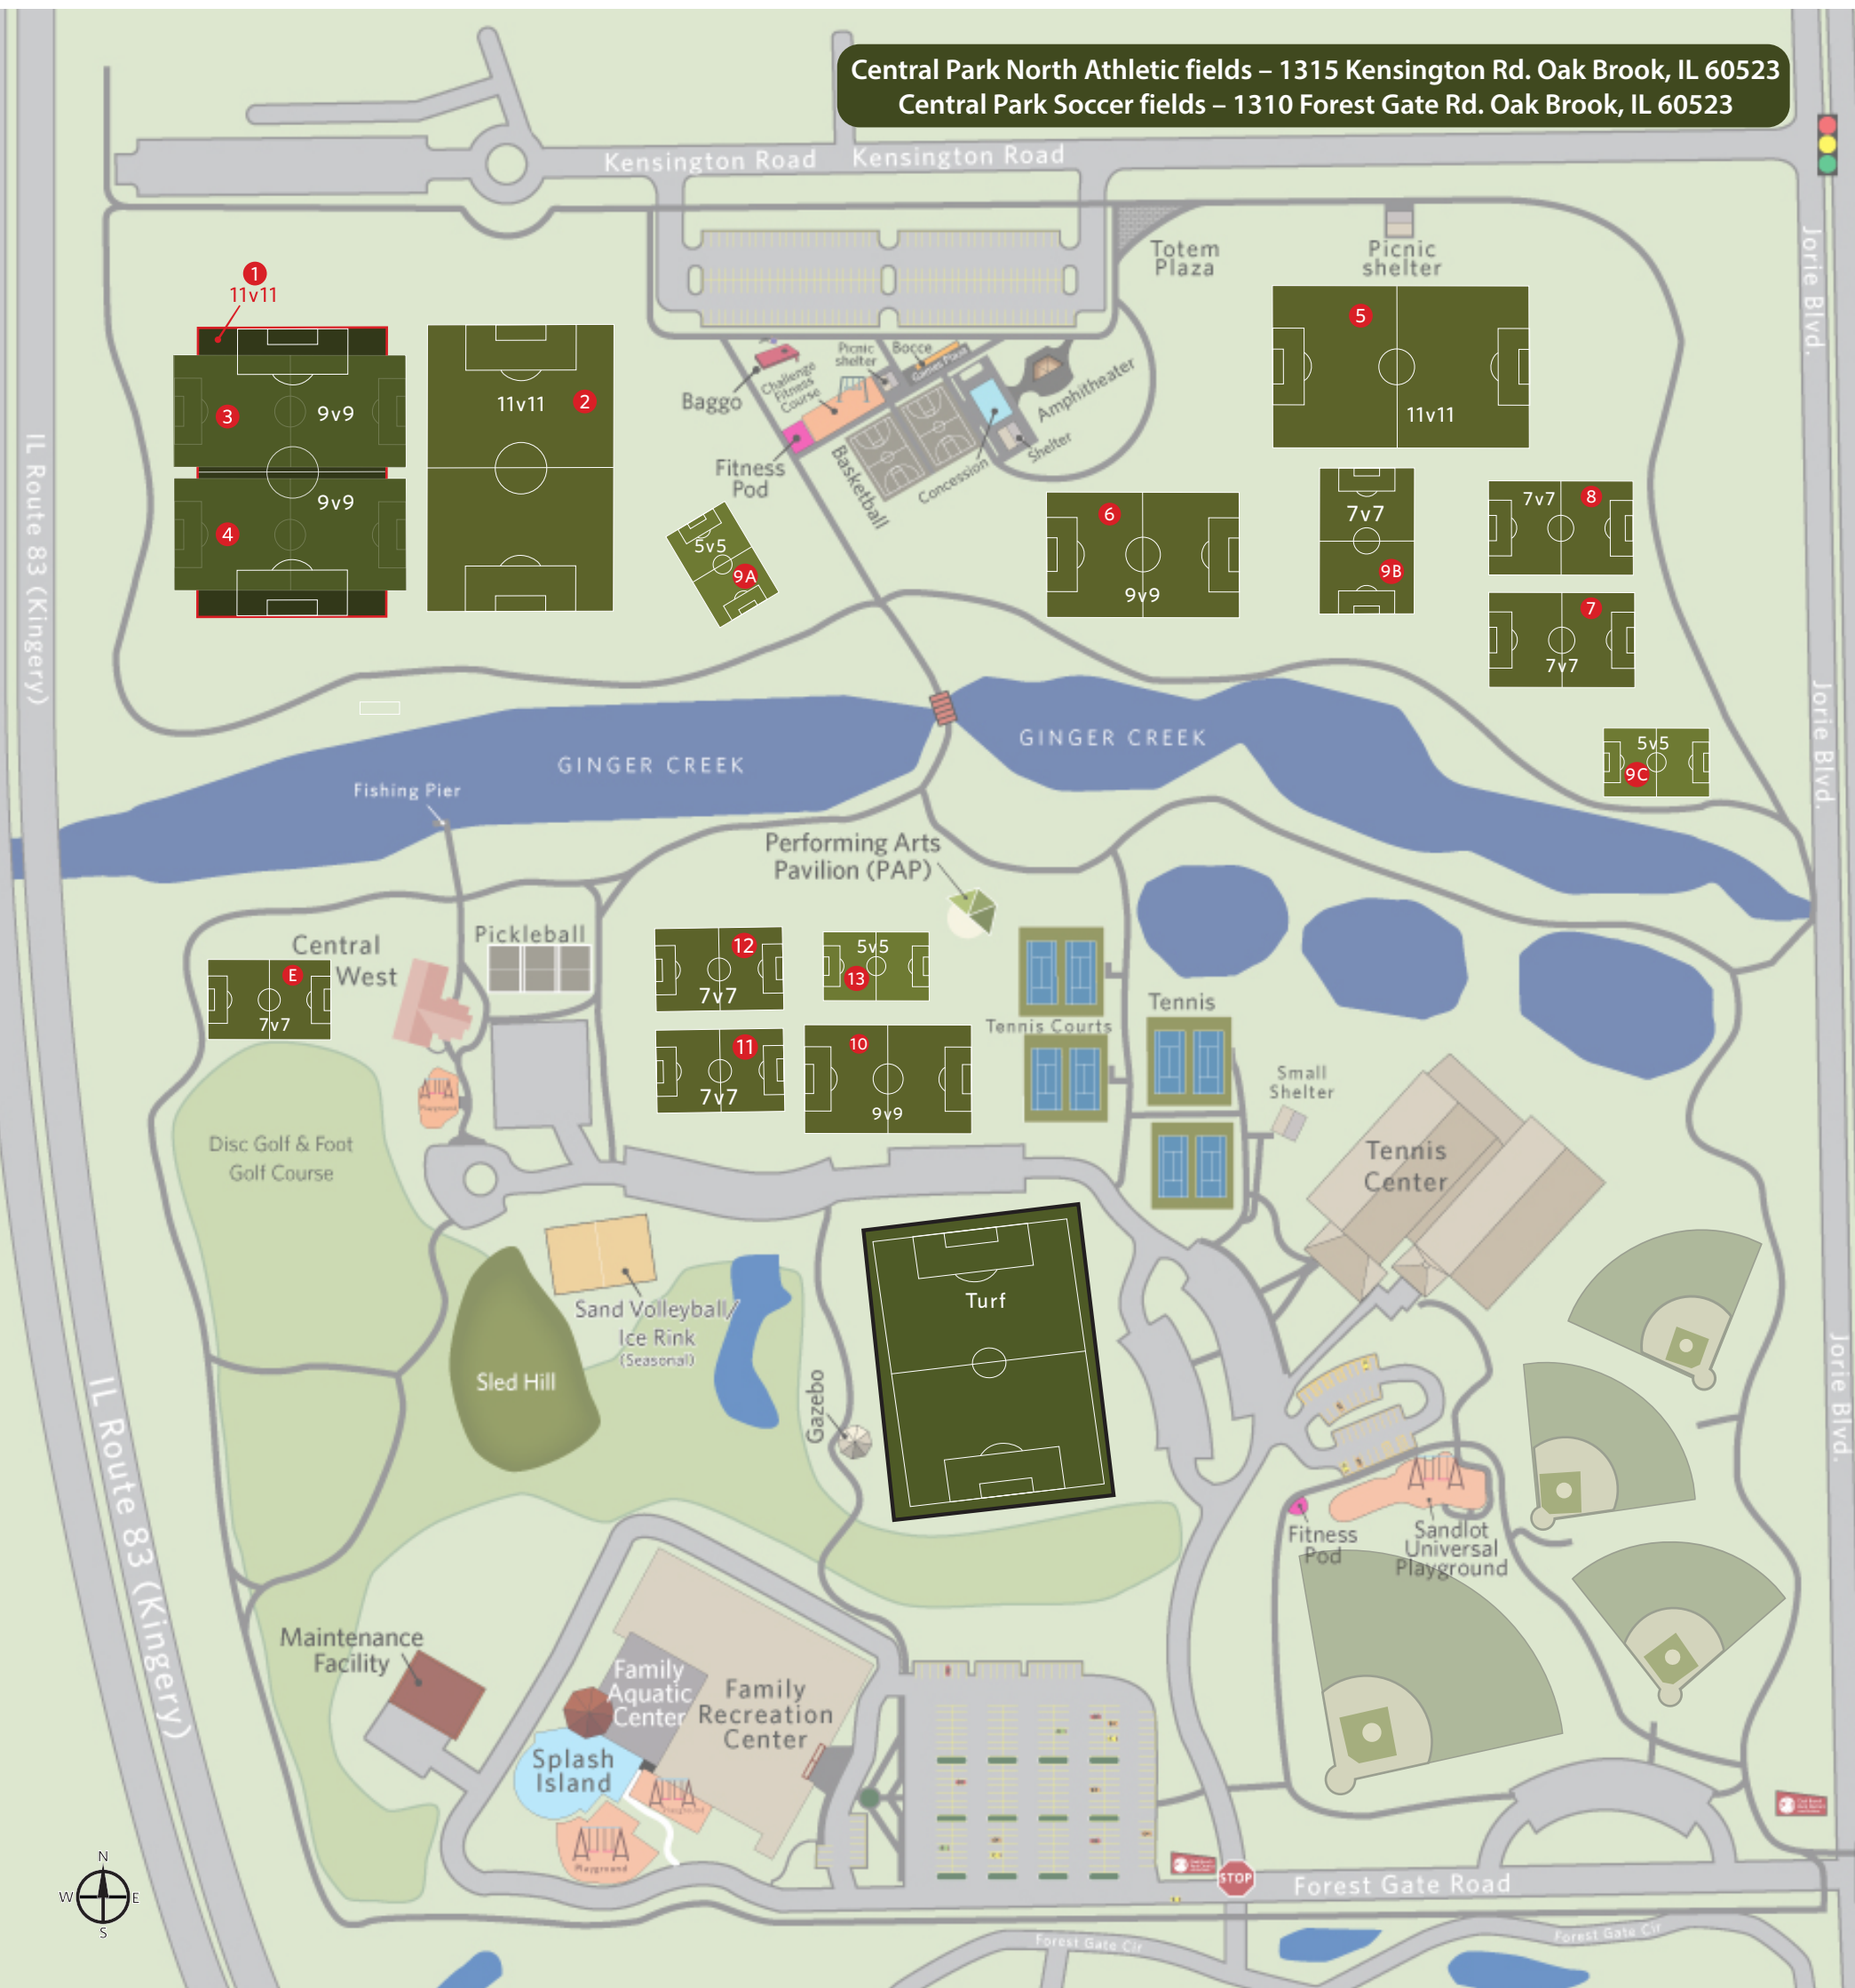 Central Park North Athletic fields – 1315 Kensington Rd. Oak Brook, IL 60523
Central Park Soccer fields – 1310 Forest Gate Rd. Oak Brook, IL 60523
Kensington Road
Kensington Road
Jorie Blvd.
Totem
Plaza
Picnic
shelter
1
11v11
3
9v9
9v9
4
11v11
2
5
11v11
Baggo
Challenge
Fitness
Course
Picnic
shelter
Bocce
Games Plaza
Amphitheater
Shelter
Concession
Basketball
Fitness
Pod
5v5
9A
6
9v9
7v7
9B
7v7
8
7
7v7
IL Route 83 (Kingery)
Jorie Blvd.
5v5
9C
GINGER CREEK
GINGER CREEK
Fishing Pier
Performing Arts
Pavilion (PAP)
Central
West
Pickleball
E
7v7
12
7v7
5v5
13
11
7v7
10
9v9
Tennis Courts
Tennis
Small
Shelter
Playground
Disc Golf & Foot
Golf Course
Tennis
Center
Sand Volleyball/
Ice Rink
(Seasonal)
Sled Hill
Turf
Gazebo
Jorie Blvd.
IL Route 83 (Kingery)
Fitness
Pod
Sandlot
Universal
Playground
Maintenance
Facility
Family
Aquatic
Center
Family
Recreation
Center
Splash
Island
Playground
Playground
STOP
Forest Gate Road
Forest Gate Cir
Forest Gate Cir
N
W
E
S